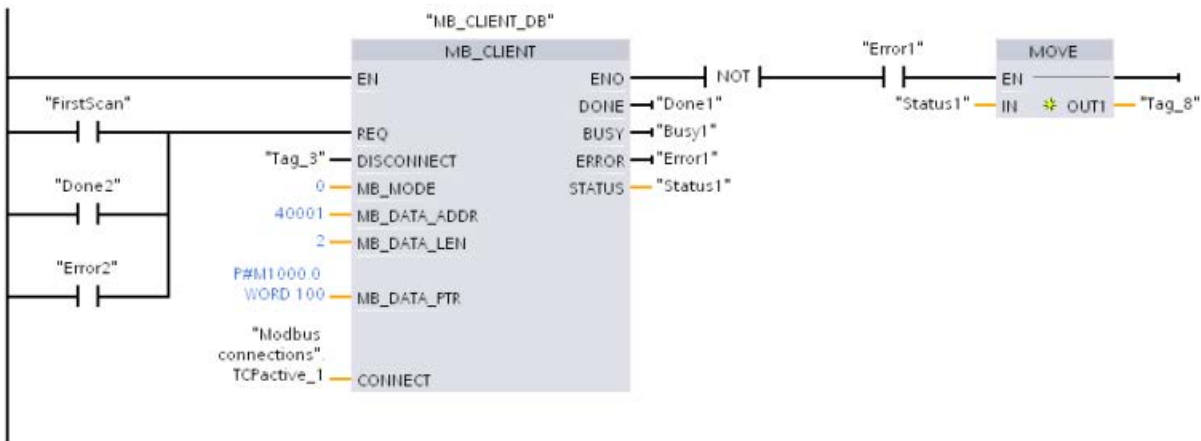 "MB_CLIENT_DB"
MB_CLIENT
"Error1"
MOVE
EN
ENO
NOT
EN
"FirstScan"
DONE
"Done1"
"Status1"
IN
OUT1
"Tag_8"
REQ
BUSY
"Busy1"
"Tag_3"
DISCONNECT
ERROR
"Error1"
"Done2"
0
MB_MODE
STATUS
"Status1"
40001
MB_DATA_ADDR
2
MB_DATA_LEN
"Error2"
P#M1000.0
WORD 100
MB_DATA_PTR
"Modbus
connections".
TCPactive_1
CONNECT